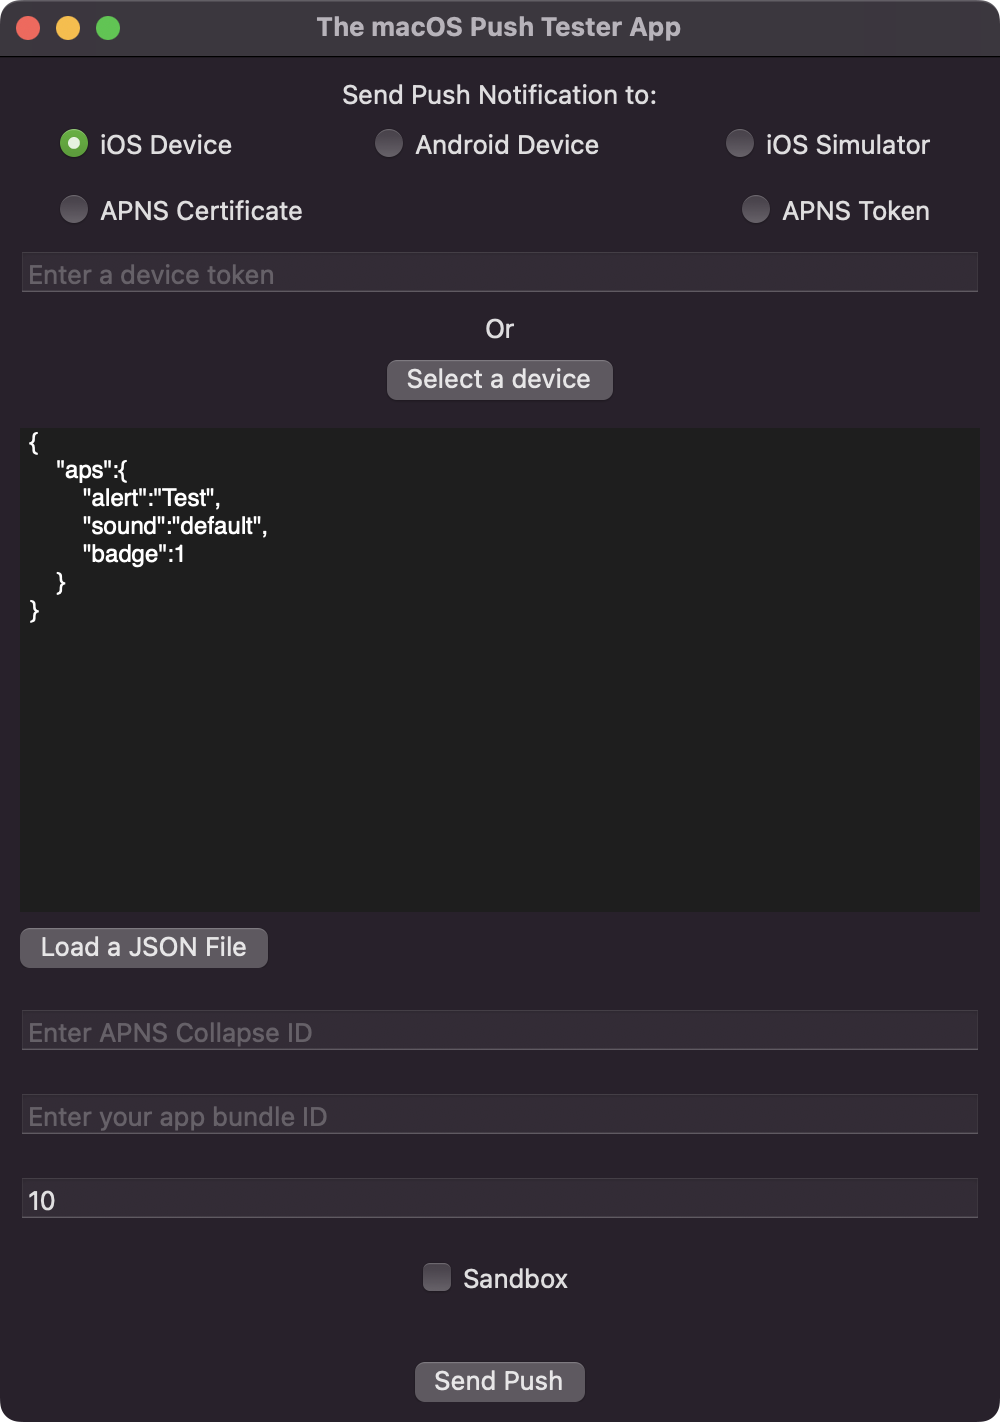 The macOS Push Tester App
Send Push Notification to:
iOS Device Android Device iOS Simulator
APNS Certificate APNS Token
Enter a device token
Or
Select a device
{
"aps":{
"alert":"Test",
"sound":"default",
"badge":1
}
}
Load a JSON File
Enter APNS Collapse ID
Enter your app bundle ID
10
Sandbox
Send Push